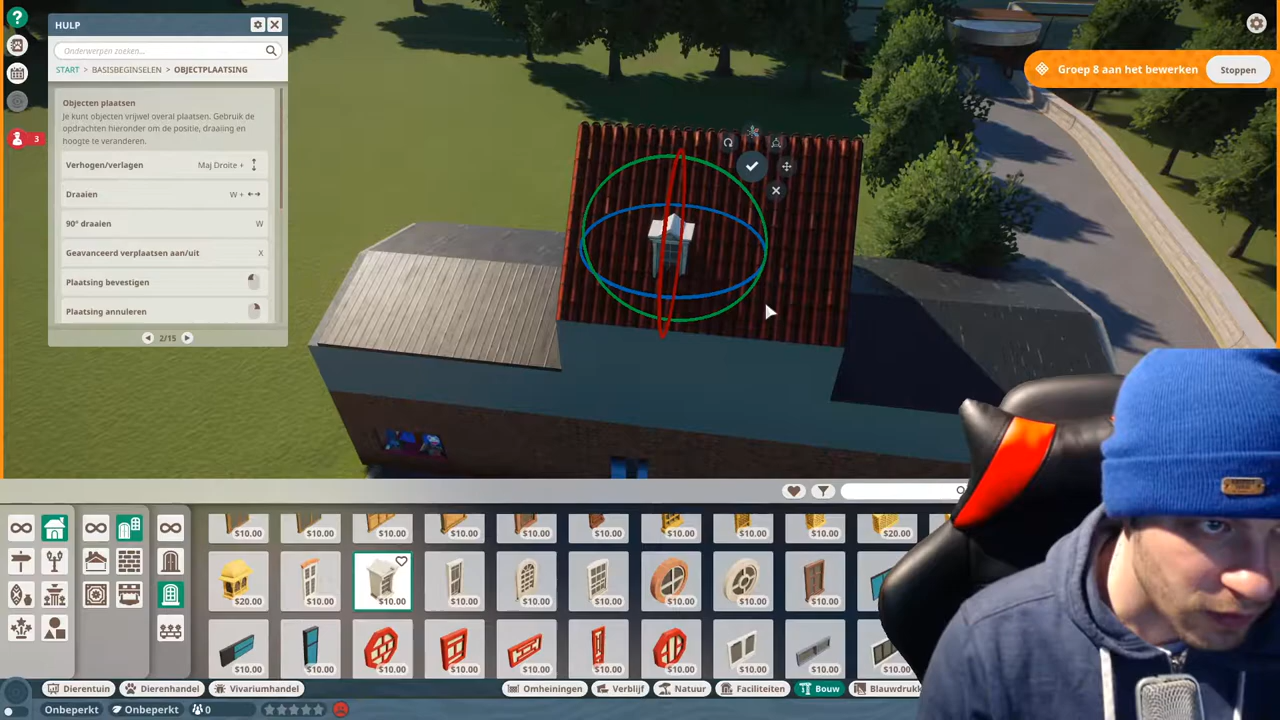 HULP
Onderwerpen zoeken...
START > BASISBEGINSELEN > OBJECTPLAATSING
Objecten plaatsen
Je kunt objecten vrijwel overal plaatsen. Gebruik de
opdrachten hieronder om de positie, draaiing en
hoogte te veranderen.
Verhogen/verlagen Maj Droite +
Draaien W +
90° draaien W
Geavanceerd verplaatsen aan/uit X
Plaatsing bevestigen
Plaatsing annuleren
2/15
3
Groep 8 aan het bewerken
Stoppen
$10.00 $10.00 $10.00 $10.00 $10.00 $10.00 $10.00 $10.00 $10.00 $20.00
$20.00 $10.00 $10.00 $10.00 $10.00 $10.00 $10.00 $10.00 $10.00
$10.00 $10.00 $10.00 $10.00 $10.00 $10.00 $10.00 $10.00 $10.00
Dierentuin Dierenhandel Vivariumhandel Omheiningen Verblijf Natuur Faciliteiten Bouw Blauwdrukk
Onbeperkt Onbeperkt 0